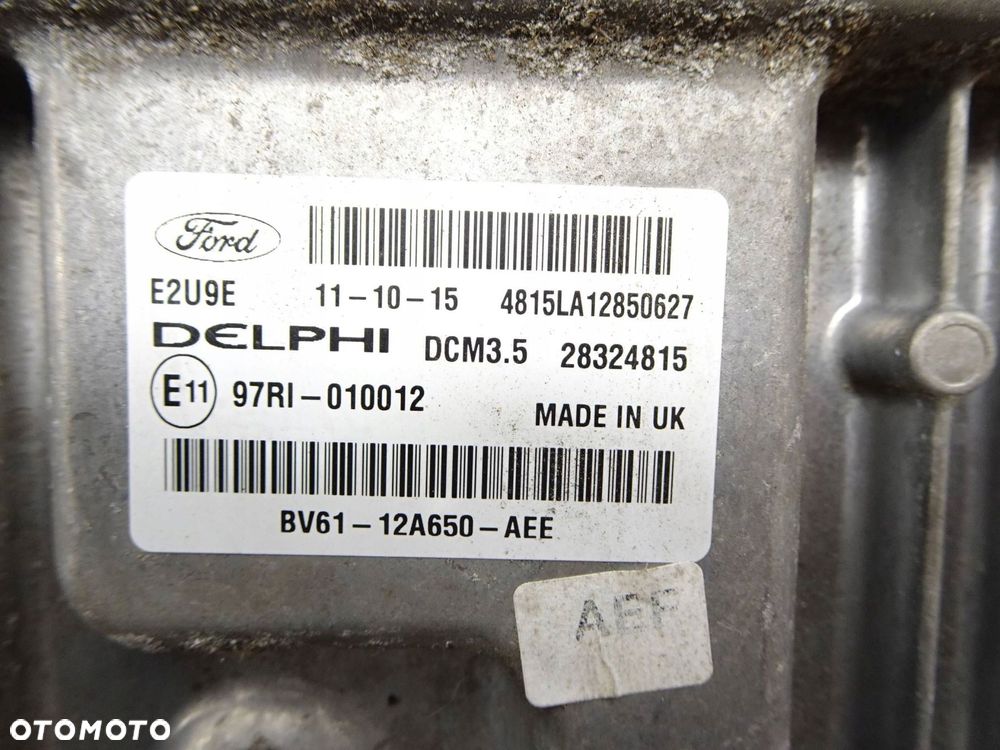 Ford
E2U9E 11-10-15 4815LA12850627
DELPHI DCM3.5 28324815
E11 97RI-010012 MADE IN UK
BV61-12A650-AEE
AEF
OTOMOTO